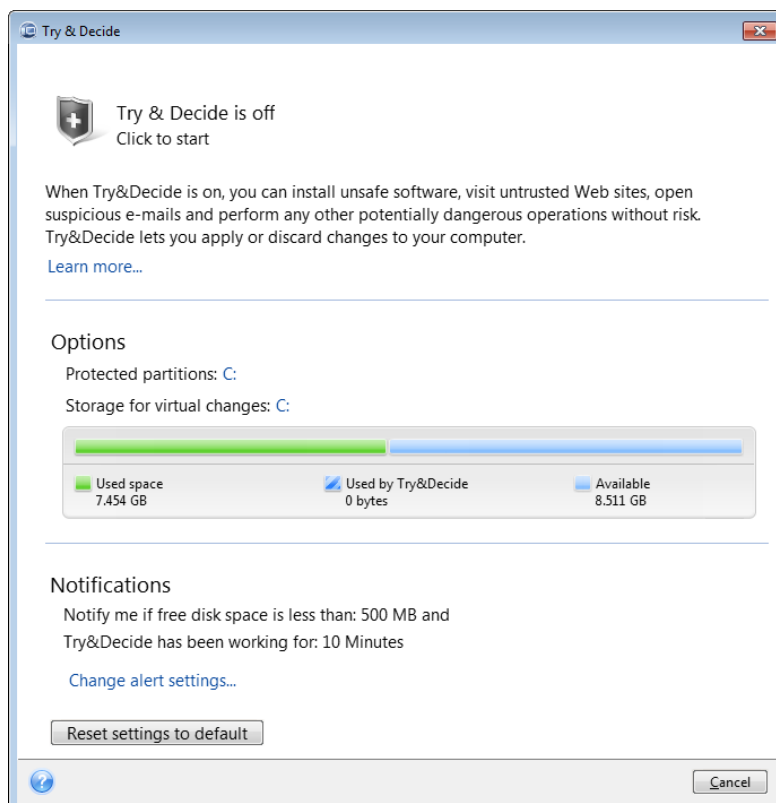 Try & Decide
Try & Decide is off
Click to start
When Try&Decide is on, you can install unsafe software, visit untrusted Web sites, open
suspicious e-mails and perform any other potentially dangerous operations without risk.
Try&Decide lets you apply or discard changes to your computer.
Learn more...
Options
Protected partitions: C:
Storage for virtual changes: C:
Used space
7.454 GB
Used by Try&Decide
0 bytes
Available
8.511 GB
Notifications
Notify me if free disk space is less than: 500 MB and
Try&Decide has been working for: 10 Minutes
Change alert settings...
Reset settings to default
?
Cancel